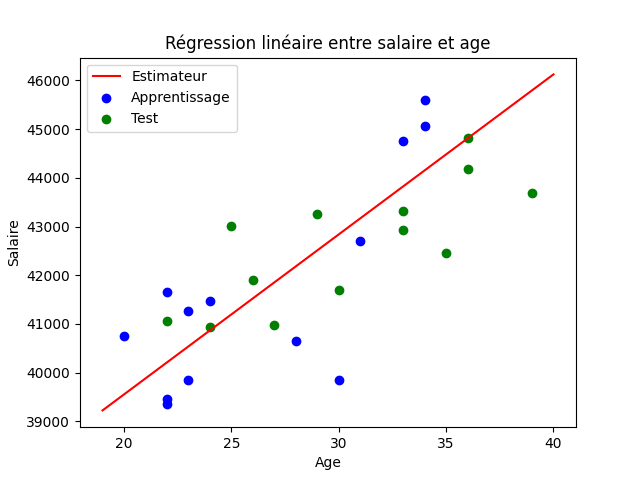 Régression linéaire entre salaire et age
Estimateur
Apprentissage
Test
46000
45000
44000
43000
42000
41000
40000
39000
Salaire
20
25
30
35
40
Age